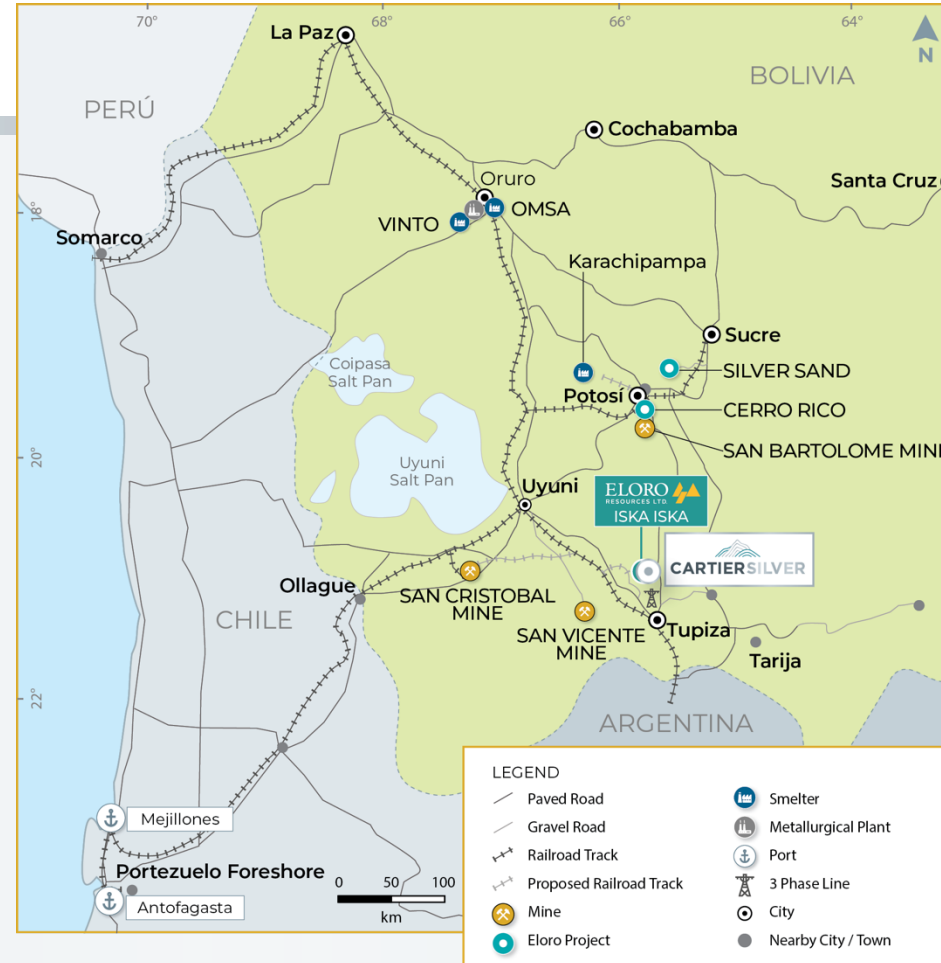 70°
68°
66°
64°
La Paz
N
BOLIVIA
PERÚ
Cochabamba
Oruro
Santa Cruz
18°
VINTO
OMSA
Somarco
Karachipampa
Sucre
Coipasa
Salt Pan
SILVER SAND
Potosí
CERRO RICO
SAN BARTOLOME MINE
20°
Uyuni
Salt Pan
Uyuni
ELORO
RESOURCES LTD.
ISKA ISKA
CARTIERSILVER
Ollague
SAN CRISTOBAL
MINE
CHILE
SAN VICENTE
MINE
Tupiza
Tarija
22°
ARGENTINA
Mejillones
Portezuelo Foreshore
Antofagasta
0 50 100
km
LEGEND
Paved Road
Gravel Road
Railroad Track
Proposed Railroad Track
Mine
Eloro Project
Smelter
Metallurgical Plant
Port
3 Phase Line
City
Nearby City / Town